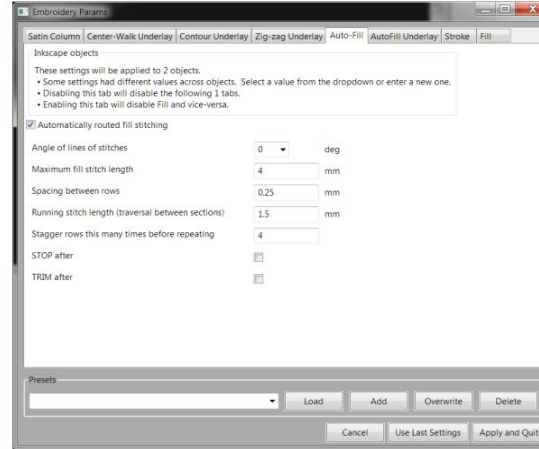 Embroidery Params
Satin Column Center-Walk Underlay Contour Underlay Zig-zag Underlay Auto-Fill AutoFill Underlay Stroke Fill
Inkscape objects
These settings will be applied to 2 objects.
• Some settings had different values across objects. Select a value from the dropdown or enter a new one.
• Disabling this tab will disable the following 1 tabs.
• Enabling this tab will disable Fill and vice-versa.
Automatically routed fill stitching
Angle of lines of stitches 0 deg
Maximum fill stitch length 4 mm
Spacing between rows 0.25 mm
Running stitch length (traversal between sections) 1.5 mm
Stagger rows this many times before repeating 4
STOP after
TRIM after
Presets
Load Add Overwrite Delete
Cancel Use Last Settings Apply and Quit